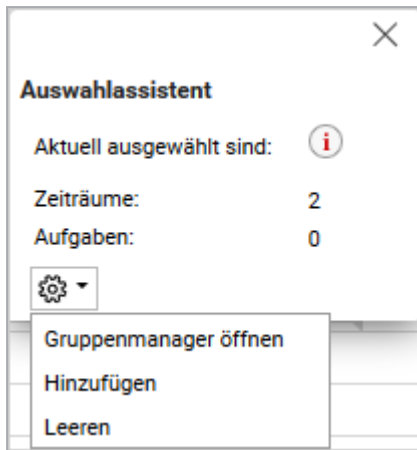 Auswahlassistent
Aktuell ausgewählt sind: i
Zeiträume: 2
Aufgaben: 0
Gruppenmanager öffnen
Hinzufügen
Leeren